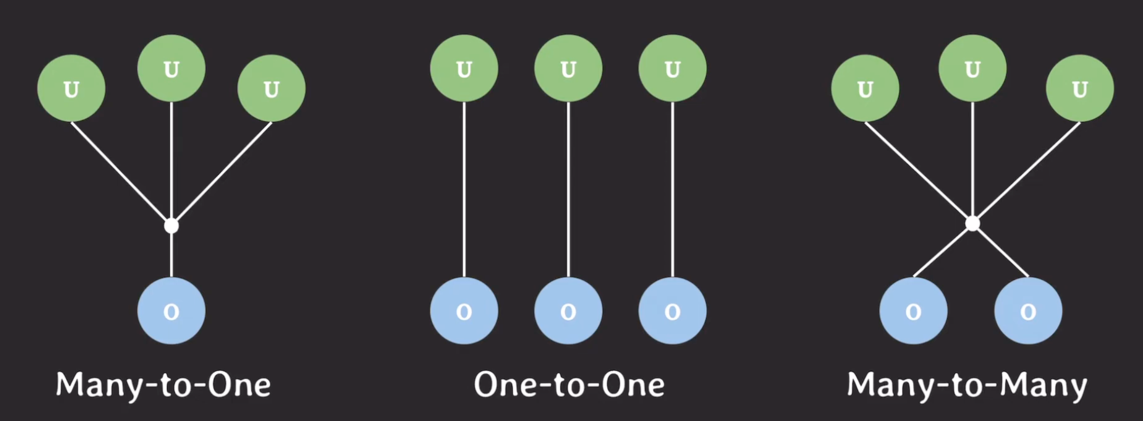 U U U
O
Many-to-One
U U U
O O O
One-to-One
U U U
O O
Many-to-Many